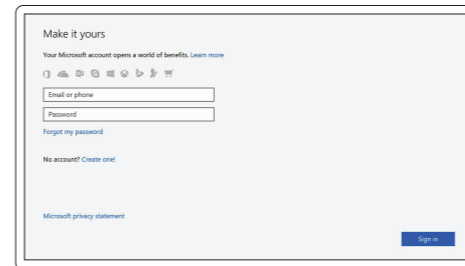 Make it yours
Your Microsoft account opens a world of benefits. Learn more
Email or phone
Password
Forgot my password
No account? Create one!
Microsoft privacy statement
Sign in